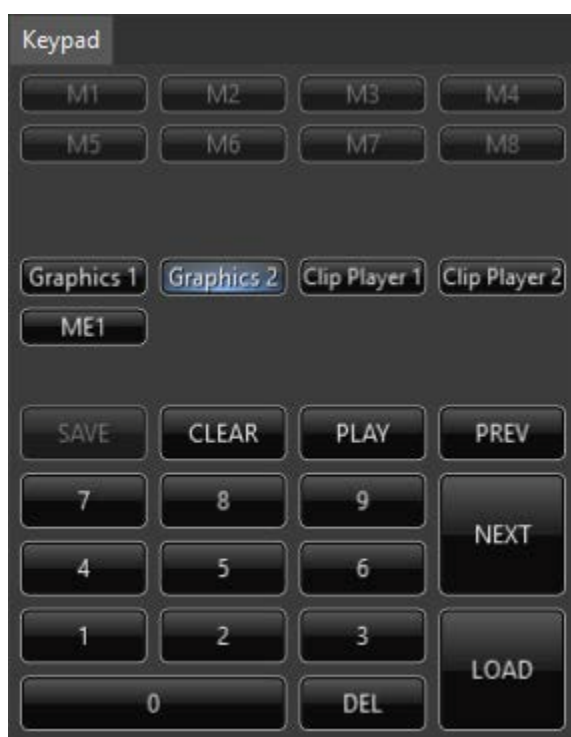 Keypad
M1 M2 M3 M4
M5 M6 M7 M8
Graphics 1 Graphics 2 Clip Player 1 Clip Player 2
ME1
SAVE CLEAR PLAY PREV
7 8 9
NEXT
4 5 6
1 2 3
LOAD
0 DEL